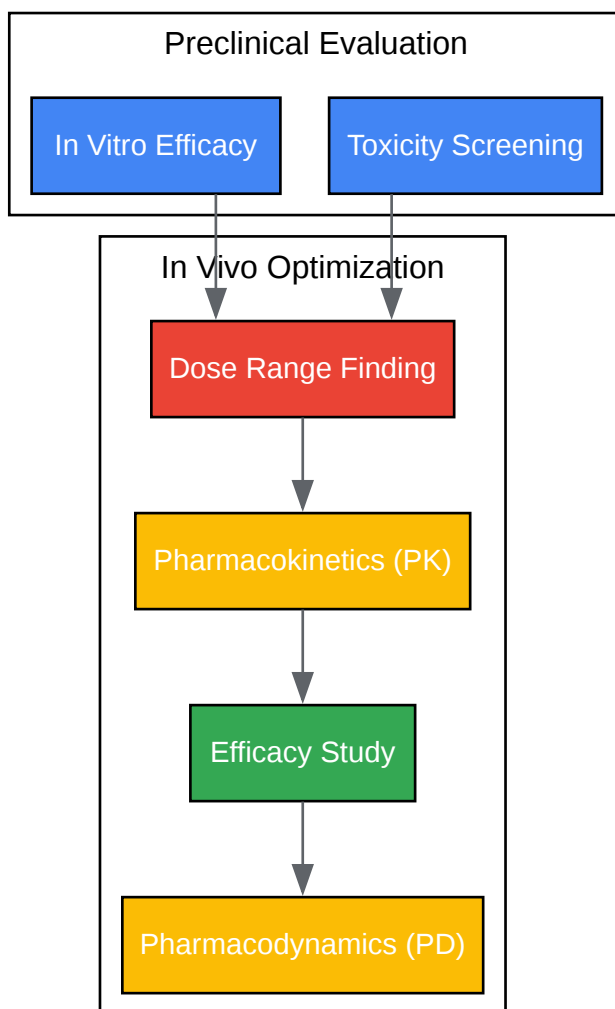 Preclinical Evaluation
In Vitro Efficacy
Toxicity Screening
In Vivo Optimization
Dose Range Finding
Pharmacokinetics (PK)
Efficacy Study
Pharmacodynamics (PD)